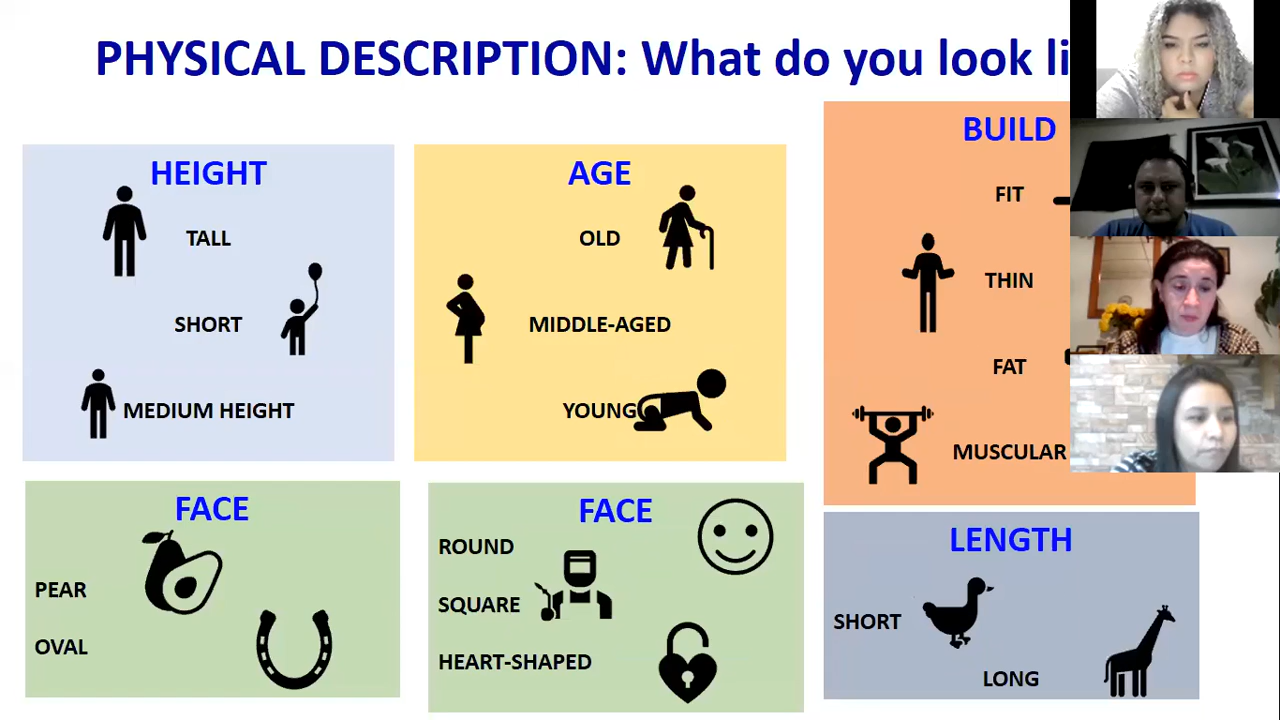 PHYSICAL DESCRIPTION: What do you look li
HEIGHT
TALL
SHORT
MEDIUM HEIGHT
AGE
OLD
MIDDLE-AGED
YOUNG
BUILD
FIT
THIN
FAT
MUSCULAR
FACE
PEAR
OVAL
FACE
ROUND
SQUARE
HEART-SHAPED
LENGTH
SHORT
LONG